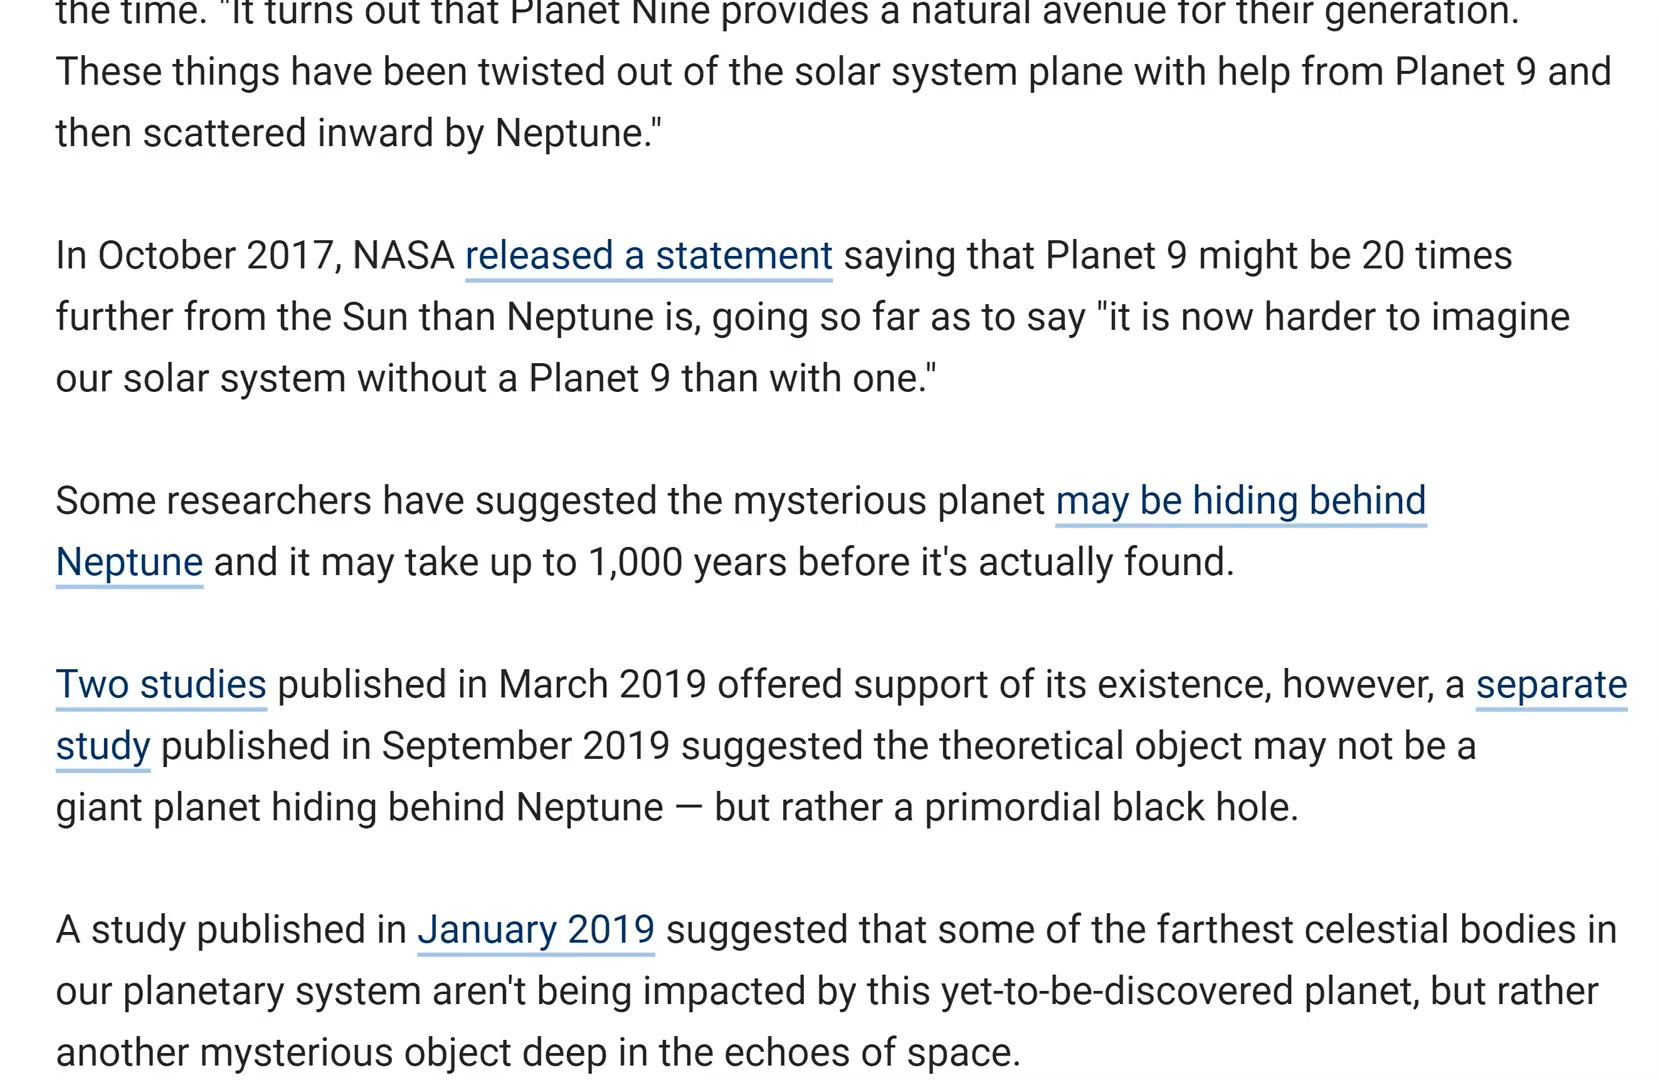 the time. "It turns out that Planet Nine provides a natural avenue for their generation.
These things have been twisted out of the solar system plane with help from Planet 9 and
then scattered inward by Neptune."
In October 2017, NASA released a statement saying that Planet 9 might be 20 times
further from the Sun than Neptune is, going so far as to say "it is now harder to imagine
our solar system without a Planet 9 than with one."
Some researchers have suggested the mysterious planet may be hiding behind
Neptune and it may take up to 1,000 years before it's actually found.
Two studies published in March 2019 offered support of its existence, however, a separate
study published in September 2019 suggested the theoretical object may not be a
giant planet hiding behind Neptune — but rather a primordial black hole.
A study published in January 2019 suggested that some of the farthest celestial bodies in
our planetary system aren't being impacted by this yet-to-be-discovered planet, but rather
another mysterious object deep in the echoes of space.